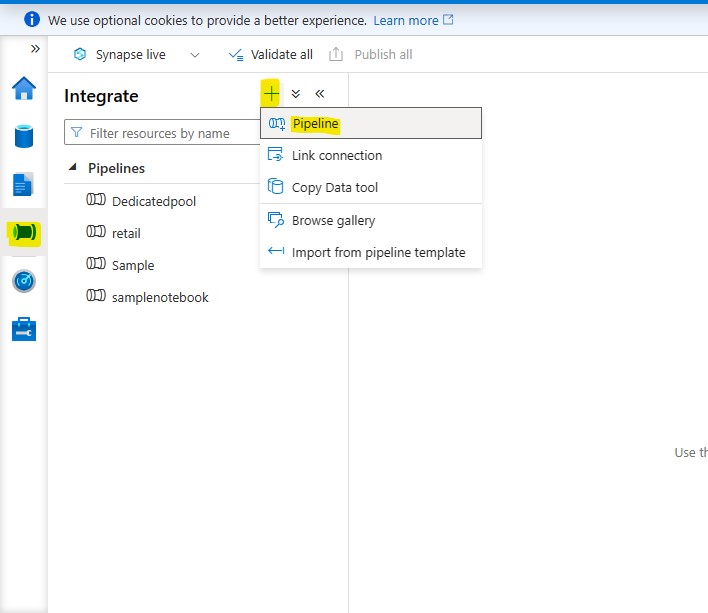 We use optional cookies to provide a better experience. Learn more
Synapse live
Validate all
Publish all
Integrate
Filter resources by name
Pipelines
Dedicatedpool
retail
Sample
samplenotebook
Pipeline
Link connection
Copy Data tool
Browse gallery
Import from pipeline template
Use